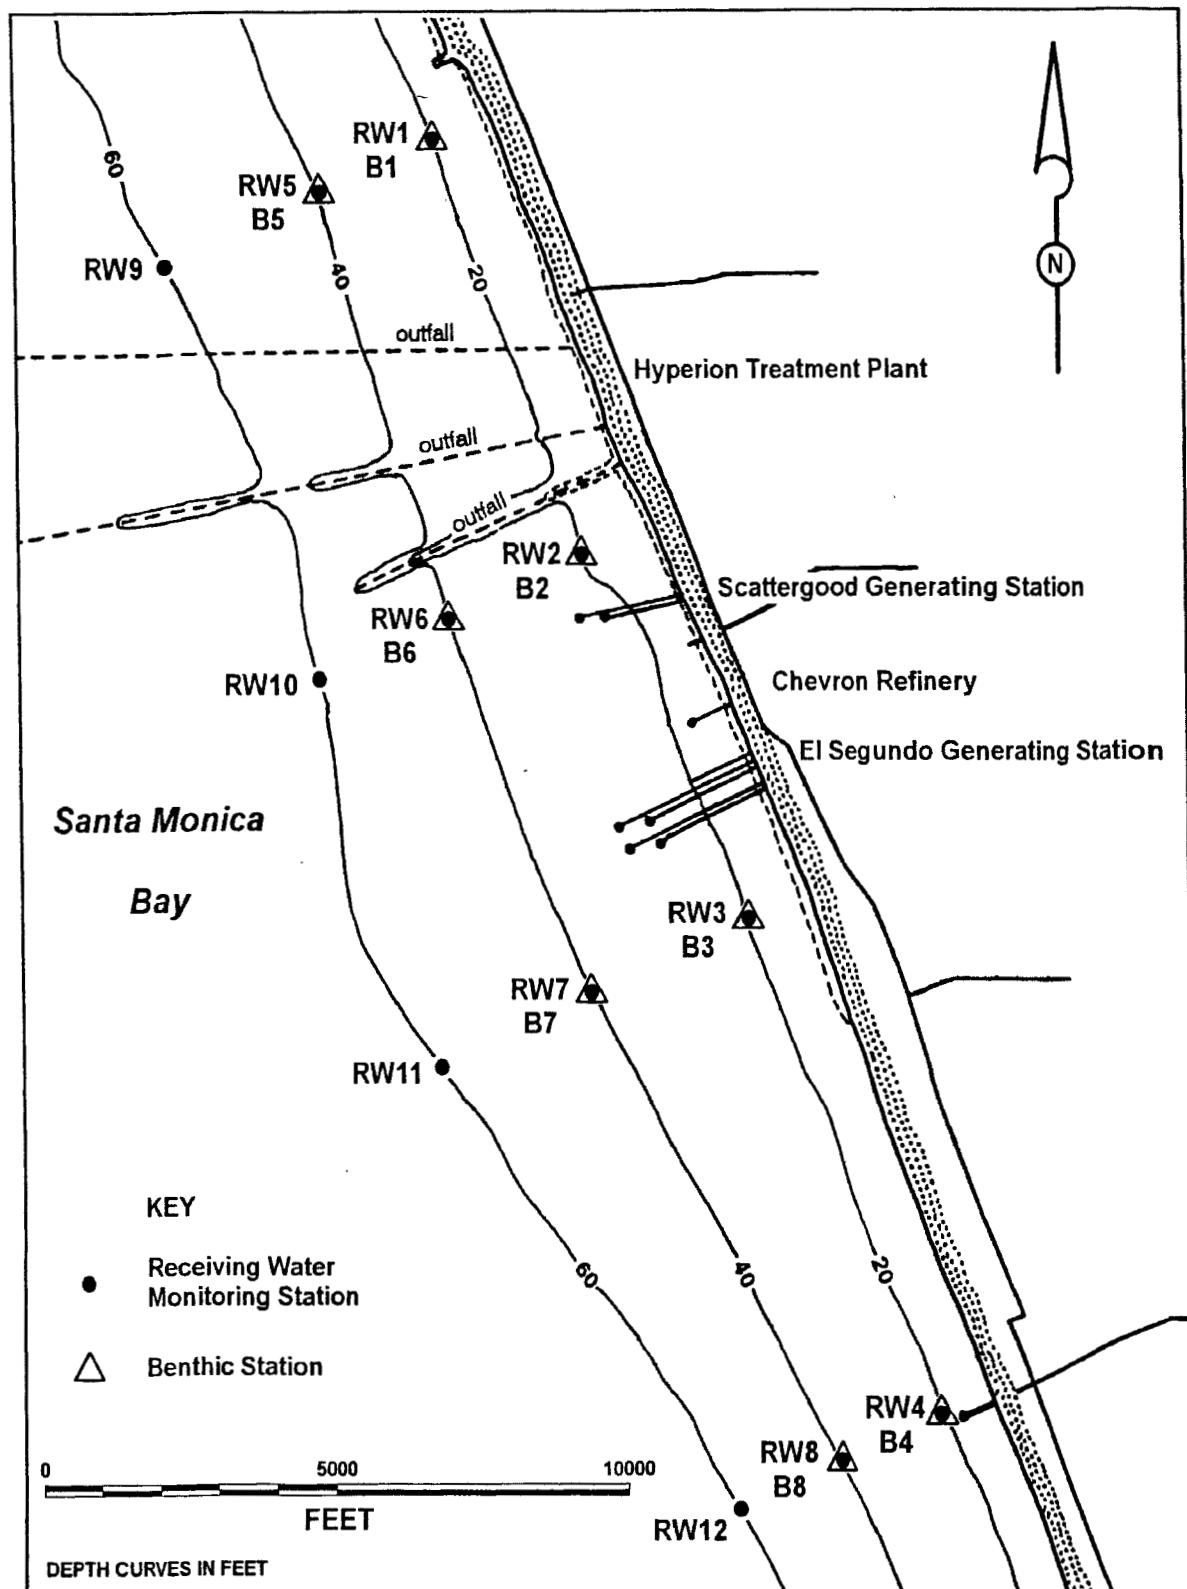 RW1
B1
60
RW5
B5
RW9
40
20
outfall
Hyperion Treatment Plant
outfall
outfall
RW2
B2
Scattergood Generating Station
RW6
B6
RW10
Chevron Refinery
El Segundo Generating Station
Santa Monica
Bay
RW3
B3
RW7
B7
RW11
N
KEY
Receiving Water
Monitoring Station
Benthic Station
60
40
20
RW4
B4
RW8
B8
RW12
0 5000 10000
FEET
DEPTH CURVES IN FEET